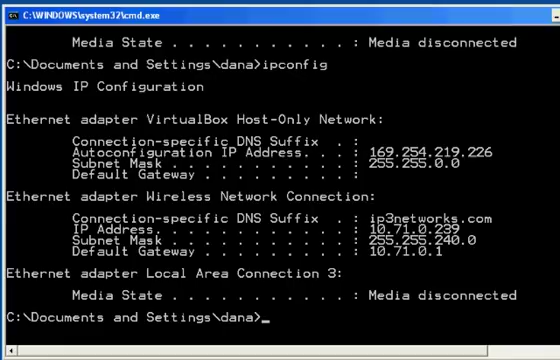 C:\WINDOWS\system32\cmd.exe
Media State . . . . . . . . . . . : Media disconnected
C:\Documents and Settings\dana>ipconfig
Windows IP Configuration
Ethernet adapter VirtualBox Host-Only Network:
Connection-specific DNS Suffix  . :
Autoconfiguration IP Address. . . : 169.254.219.226
Subnet Mask . . . . . . . . . . . : 255.255.0.0
Default Gateway . . . . . . . . . :
Ethernet adapter Wireless Network Connection:
Connection-specific DNS Suffix  . : ip3networks.com
IP Address. . . . . . . . . . . . : 10.71.0.239
Subnet Mask . . . . . . . . . . . : 255.255.240.0
Default Gateway . . . . . . . . . : 10.71.0.1
Ethernet adapter Local Area Connection 3:
Media State . . . . . . . . . . . : Media disconnected
C:\Documents and Settings\dana>_